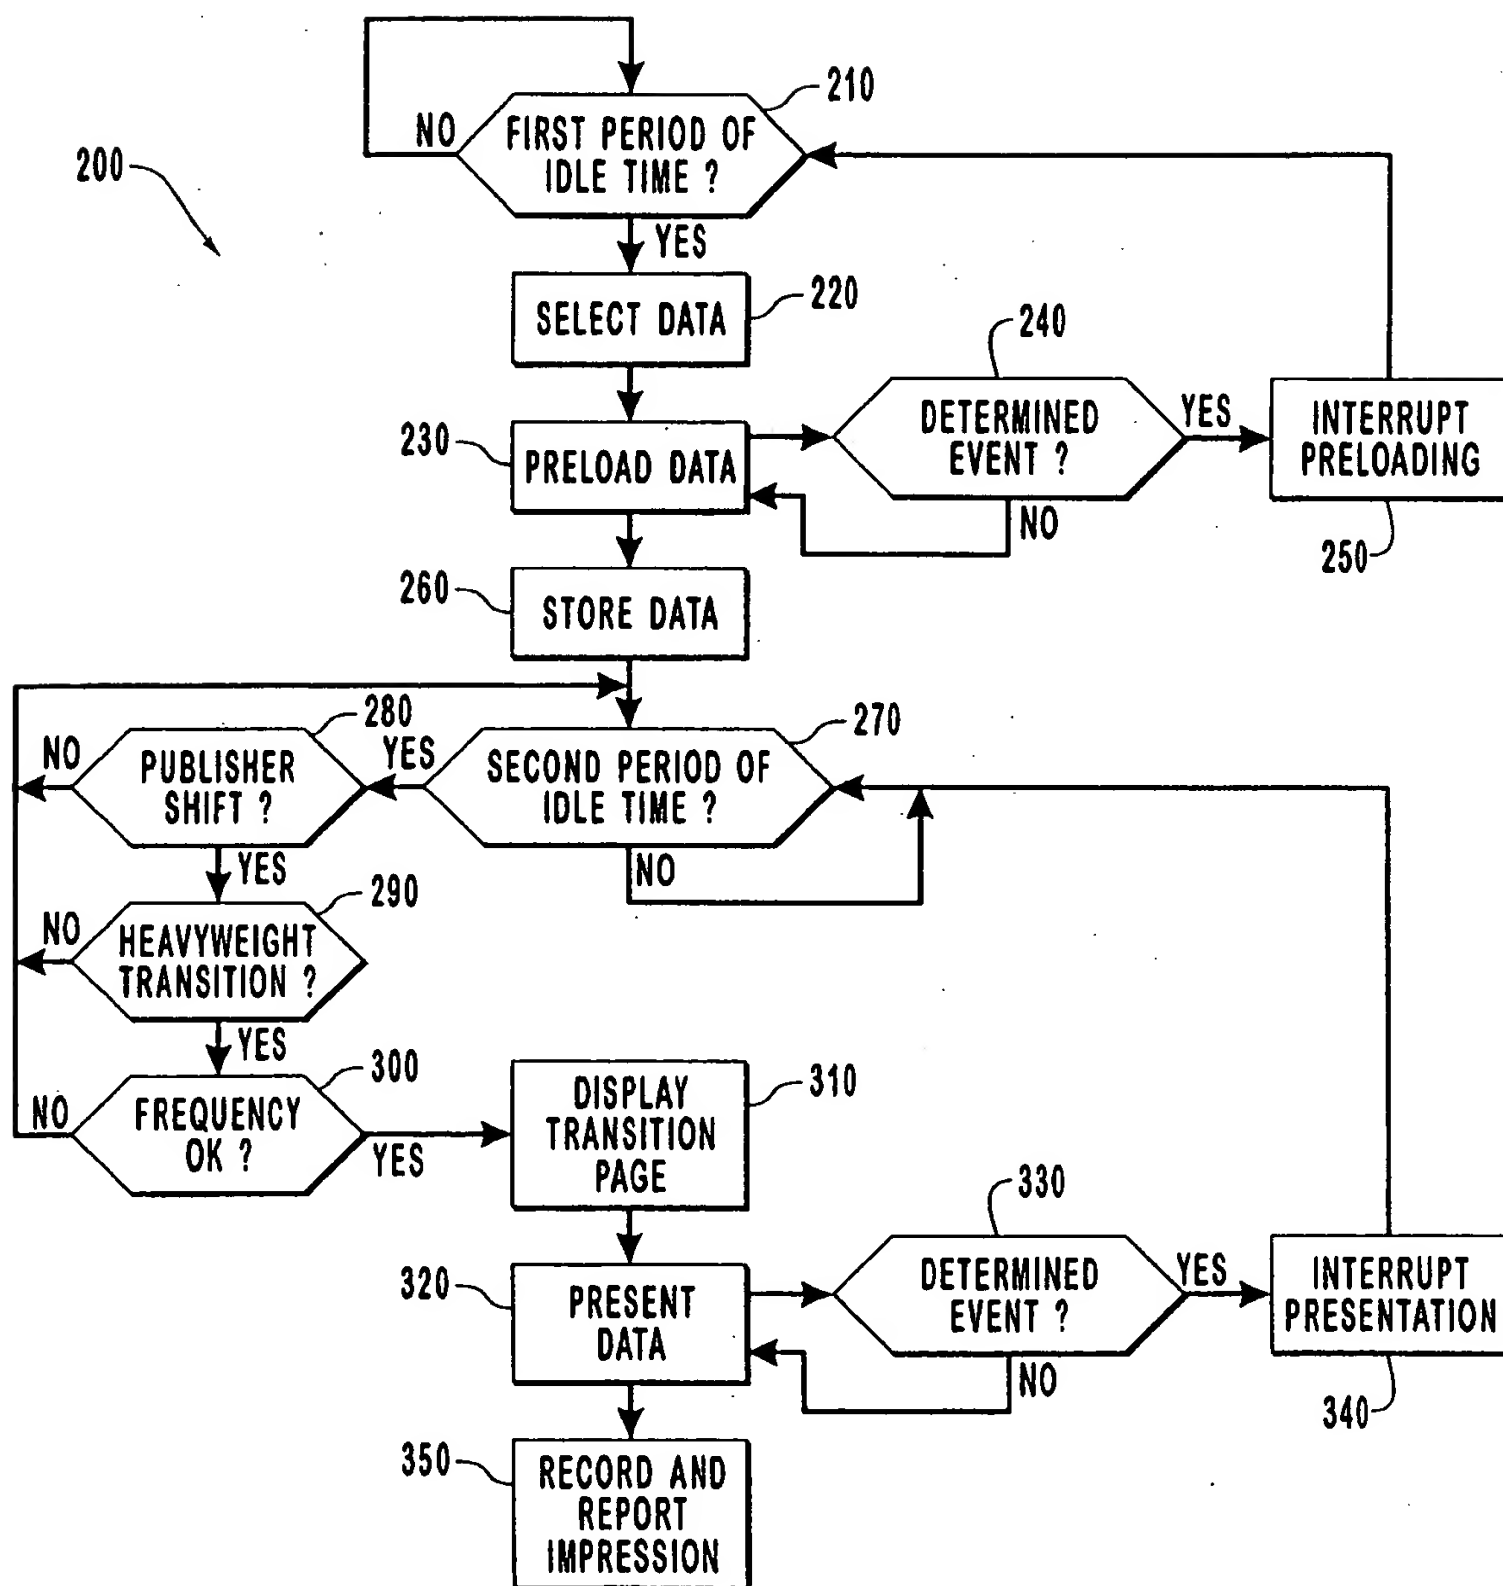 210
NO
FIRST PERIOD OF
IDLE TIME ?
200
YES
SELECT DATA
220
240
230
PRELOAD DATA
DETERMINED
EVENT ?
YES
INTERRUPT
PRELOADING
NO
250
260
STORE DATA
280
270
NO
PUBLISHER
SHIFT ?
YES
SECOND PERIOD OF
IDLE TIME ?
YES
NO
290
NO
HEAVYWEIGHT
TRANSITION ?
YES
300
NO
FREQUENCY
OK ?
YES
DISPLAY
TRANSITION
PAGE
310
330
320
PRESENT
DATA
DETERMINED
EVENT ?
YES
INTERRUPT
PRESENTATION
NO
340
350
RECORD AND
REPORT
IMPRESSION